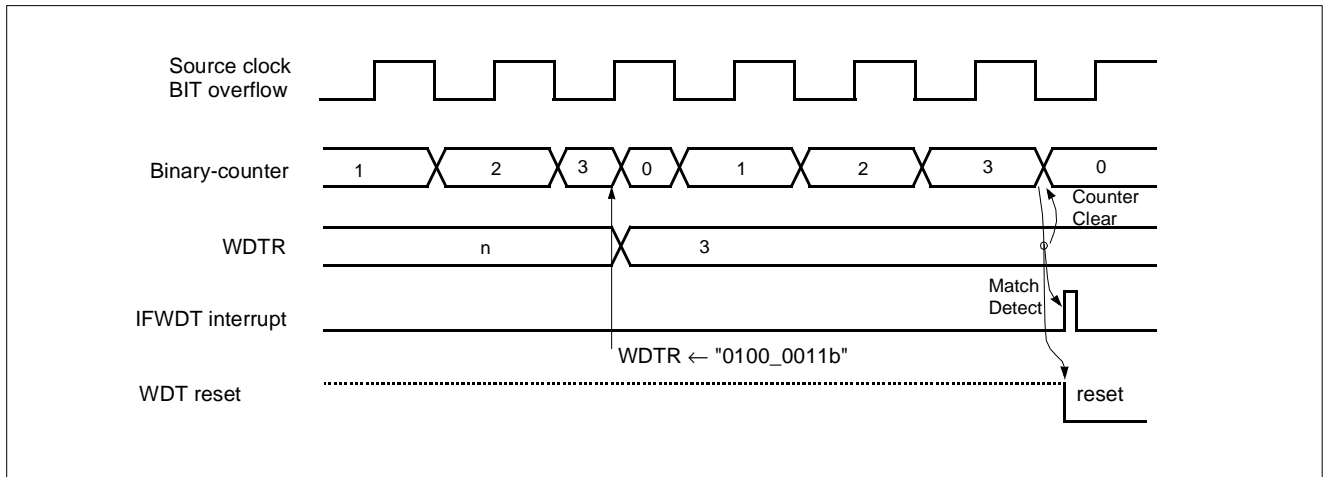 Source clock
BIT overflow
Binary-counter
1 2 3 0 1 2 3 0
Counter
Clear
WDTR
n 3
Match
Detect
IFWDT interrupt
WDTR ← "0100_0011b"
WDT reset
reset